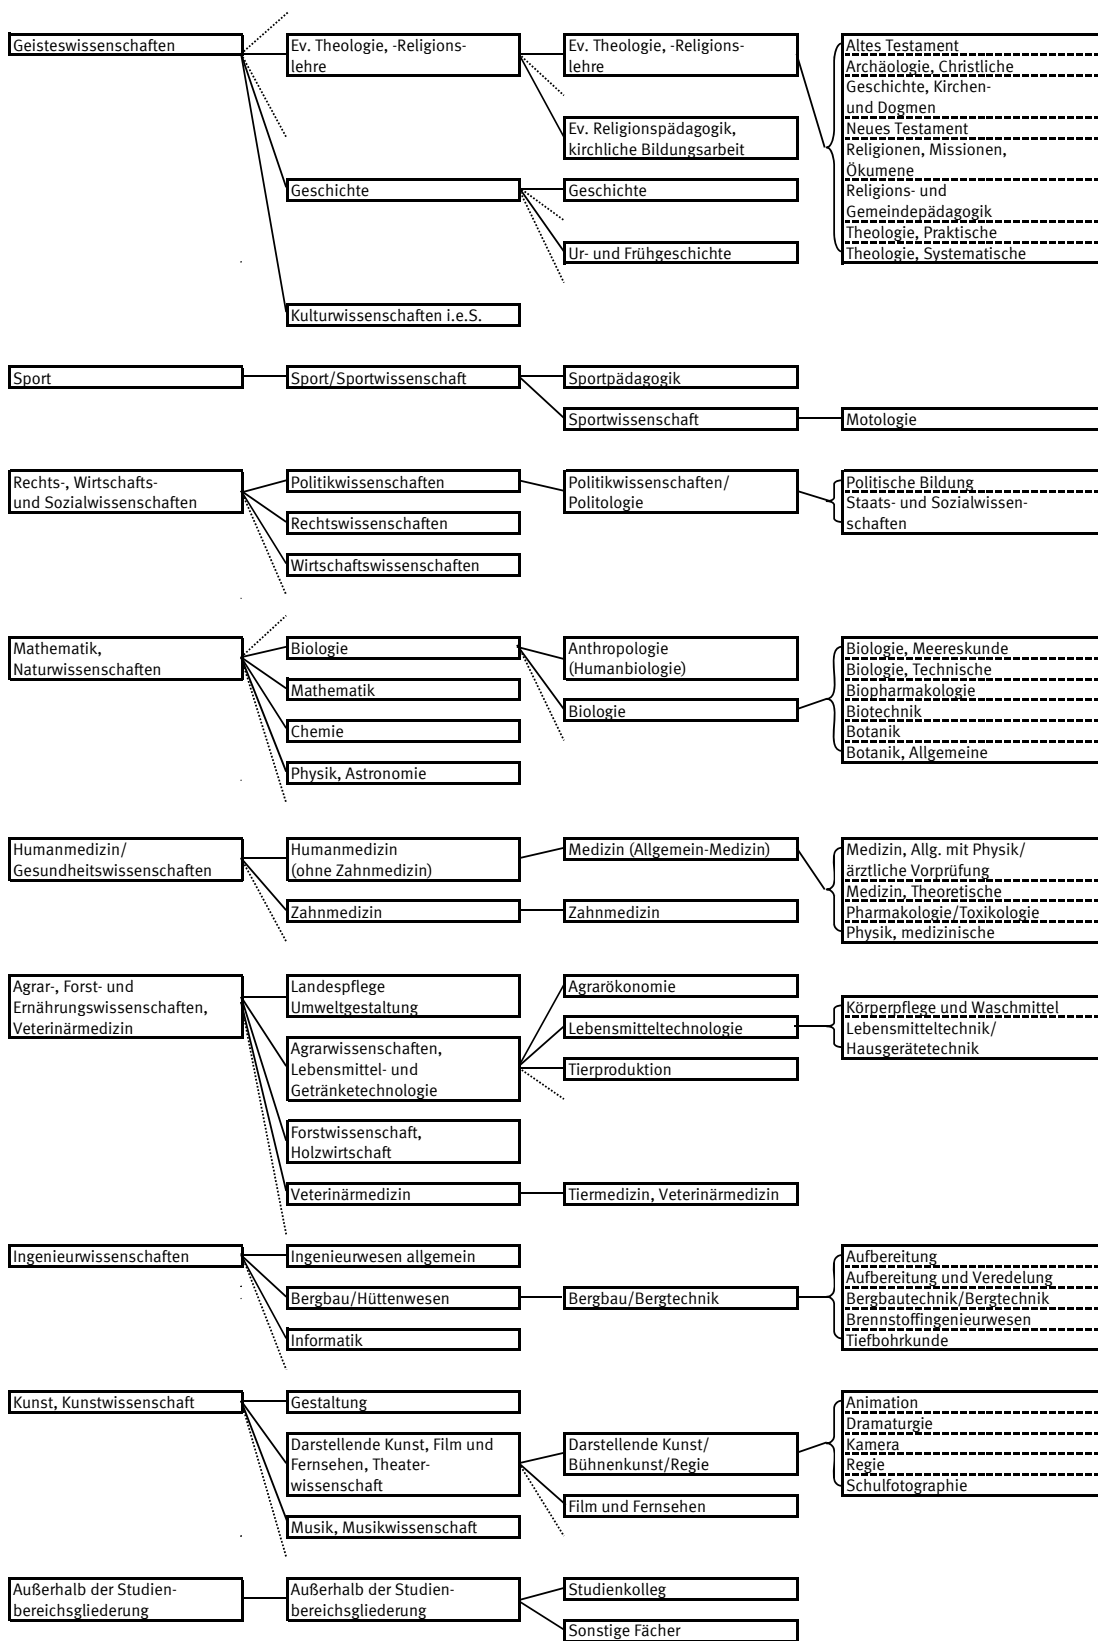 Geisteswissenschaften
Ev. Theologie, -Religions-
lehre
Ev. Theologie, -Religions-
lehre
Ev. Religionspädagogik,
kirchliche Bildungsarbeit
Altes Testament
Archäologie, Christliche
Geschichte, Kirchen-
und Dogmen
Neues Testament
Religionen, Missionen,
Ökumene
Religions- und
Gemeindepädagogik
Theologie, Praktische
Theologie, Systematische
Geschichte
Geschichte
Ur- und Frühgeschichte
Kulturwissenschaften i.e.S.
Sport
Sport/Sportwissenschaft
Sportpädagogik
Sportwissenschaft
Motologie
Rechts-, Wirtschafts-
und Sozialwissenschaften
Politikwissenschaften
Politikwissenschaften/
Politologie
Politische Bildung
Staats- und Sozialwissen-
schaften
Rechtswissenschaften
Wirtschaftswissenschaften
Mathematik,
Naturwissenschaften
Biologie
Anthropologie
(Humanbiologie)
Biologie
Biologie, Meereskunde
Biologie, Technische
Biopharmakologie
Biotechnik
Botanik
Botanik, Allgemeine
Mathematik
Chemie
Physik, Astronomie
Humanmedizin/
Gesundheitswissenschaften
Humanmedizin
(ohne Zahnmedizin)
Medizin (Allgemein-Medizin)
Medizin, Allg. mit Physik/
ärztliche Vorprüfung
Medizin, Theoretische
Pharmakologie/Toxikologie
Physik, medizinische
Zahnmedizin
Zahnmedizin
Agrar-, Forst- und
Ernährungswissenschaften,
Veterinärmedizin
Landespflege
Umweltgestaltung
Agrarwissenschaften,
Lebensmittel- und
Getränketechnologie
Agrarökonomie
Lebensmitteltechnologie
Körperpflege und Waschmittel
Lebensmitteltechnik/
Hausgerätetechnik
Tierproduktion
Forstwissenschaft,
Holzwirtschaft
Veterinärmedizin
Tiermedizin, Veterinärmedizin
Ingenieurwissenschaften
Ingenieurwesen allgemein
Bergbau/Hüttenwesen
Bergbau/Bergtechnik
Aufbereitung
Aufbereitung und Veredelung
Bergbautechnik/Bergtechnik
Brennstoffingenieurwesen
Tiefbohrkunde
Informatik
Kunst, Kunstwissenschaft
Gestaltung
Darstellende Kunst, Film und
Fernsehen, Theater-
wissenschaft
Darstellende Kunst/
Bühnenkunst/Regie
Animation
Dramaturgie
Kamera
Regie
Schulfotographie
Film und Fernsehen
Musik, Musikwissenschaft
Außerhalb der Studien-
bereichsgliederung
Außerhalb der Studien-
bereichsgliederung
Studienkolleg
Sonstige Fächer